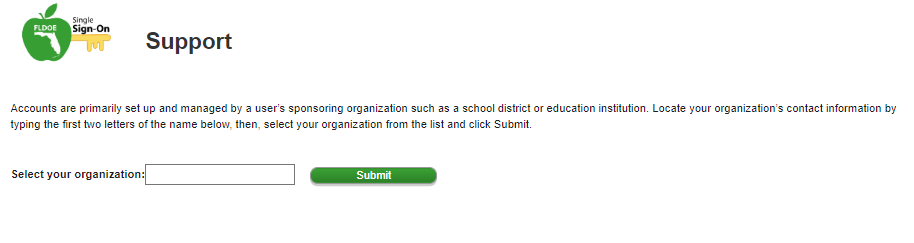 FLDOE
Single
Sign-On
Support
Accounts are primarily set up and managed by a user's sponsoring organization such as a school district or education institution. Locate your organization's contact information by
typing the first two letters of the name below, then, select your organization from the list and click Submit.
Select your organization:
Submit